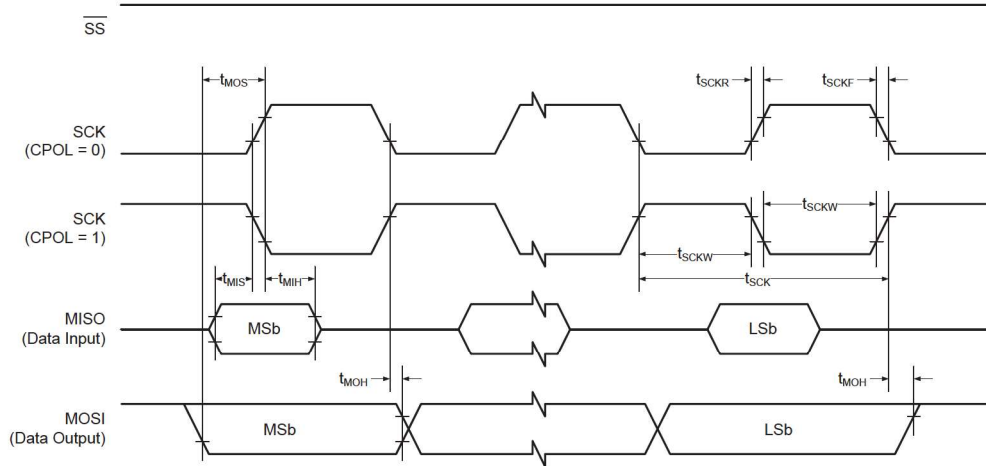 SS
tMOS
tSCKR
tSCKF
SCK
(CPOL = 0)
SCK
(CPOL = 1)
tSCKW
tSCKW
tSCK
tMIS
tMIH
MISO
(Data Input)
MSb
LSb
tMOH
tMOH
MOSI
(Data Output)
MSb
LSb